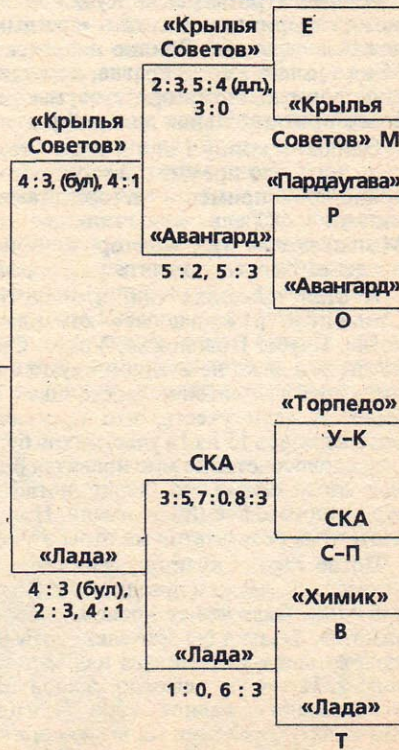 Е
«Крылья
Советов»
2 : 3, 5 : 4 (дп.),
3 : 0
«Крылья
Советов» М
«Крылья
Советов»
4 : 3, (бул), 4 : 1
«Пардаугава»
Р
«Авангард»
5 : 2, 5 : 3
«Авангард»
О
«Торпедо»
У-К
СКА
3:5,7:0,8:3
СКА
С-П
«Лада»
4 : 3 (бул),
2 : 3, 4 : 1
«Химик»
В
«Лада»
1 : 0, 6 : 3
«Лада»
Т